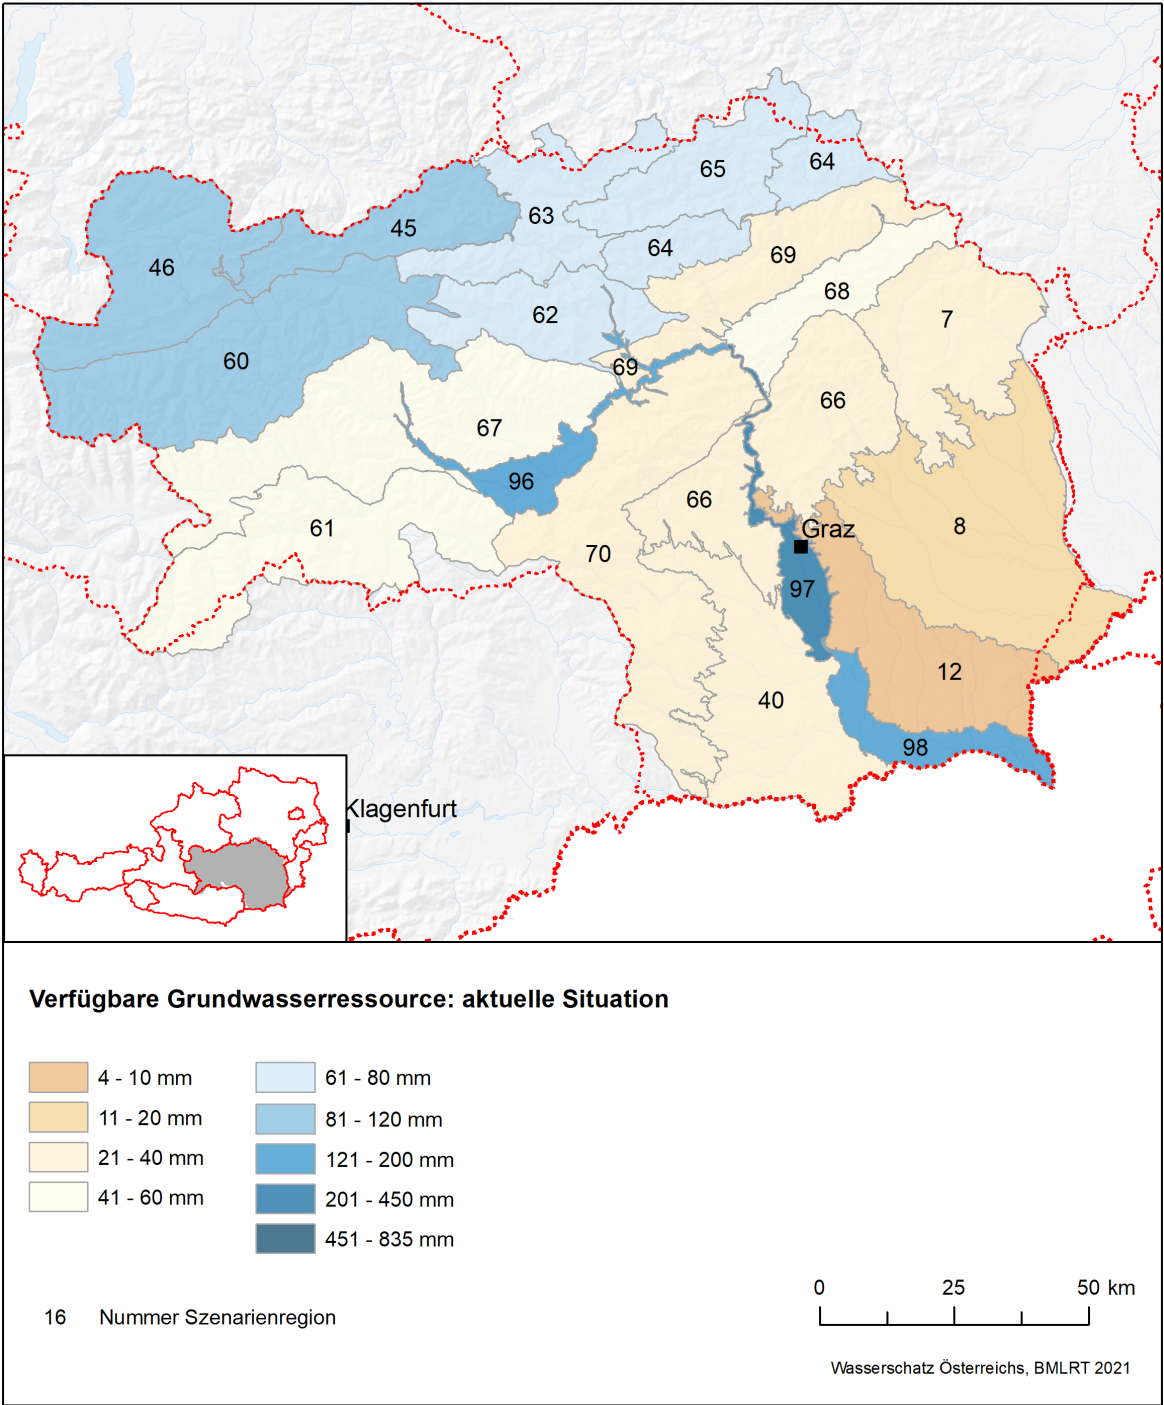 65
64
63
45
64
69
46
68
62
7
60
69
66
67
96
66
61
8
Graz
70
97
12
40
98
Klagenfurt
Verfügbare Grundwasserressource: aktuelle Situation
4 - 10 mm
61 - 80 mm
11 - 20 mm
81 - 120 mm
21 - 40 mm
121 - 200 mm
41 - 60 mm
201 - 450 mm
451 - 835 mm
0 25 50 km
16 Nummer Szenarienregion
Wasserschatz Österreichs, BMLRT 2021